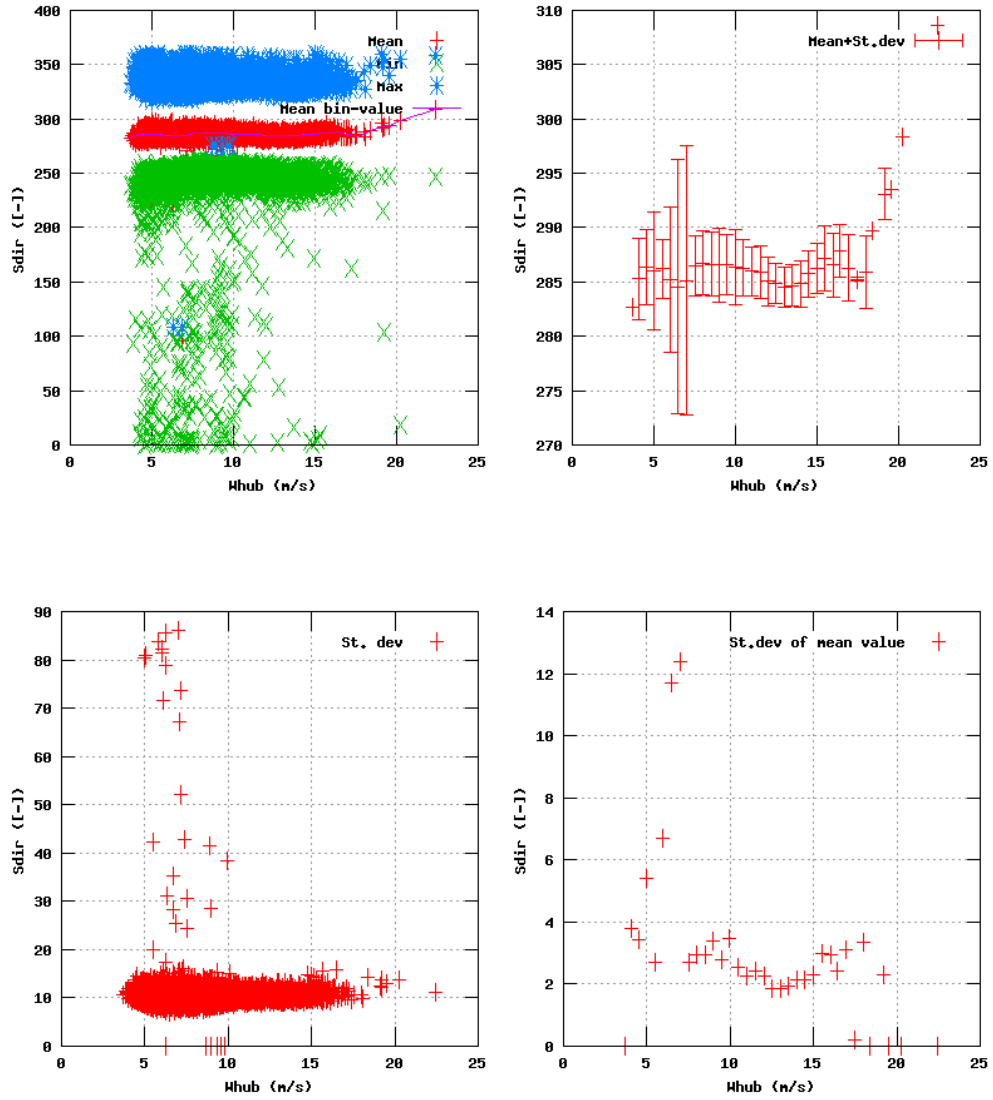 400
350
300
250
200
150
100
50
0
Sdir ([-])
Mean
Min
Max
Mean bin-value
0 5 10 15 20 25
Whub (m/s)
310
305
300
295
290
285
280
275
270
Sdir ([-])
Mean+St.dev
0 5 10 15 20 25
Whub (m/s)
90
80
70
60
50
40
30
20
10
0
Sdir ([-])
St. dev
0 5 10 15 20 25
Whub (m/s)
14
12
10
8
6
4
2
0
Sdir ([-])
St.dev of mean value
0 5 10 15 20 25
Whub (m/s)